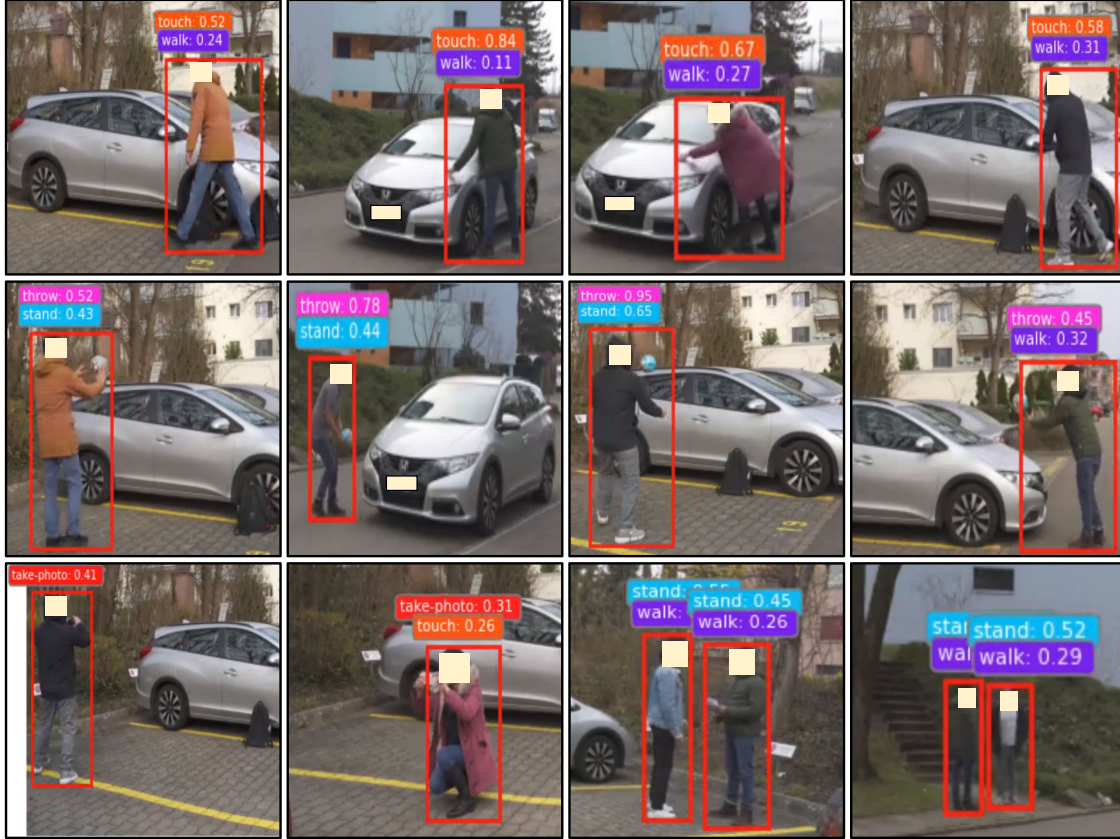 touch: 0.52
walk: 0.24
touch: 0.84
walk: 0.11
touch: 0.67
walk: 0.27
touch: 0.58
walk: 0.31
throw: 0.52
stand: 0.43
throw: 0.78
stand: 0.44
throw: 0.95
stand: 0.65
throw: 0.45
walk: 0.32
take-photo: 0.41
take-photo: 0.31
touch: 0.26
stand:
walk:
stand: 0.45
walk: 0.26
stand: 0.52
walk: 0.29